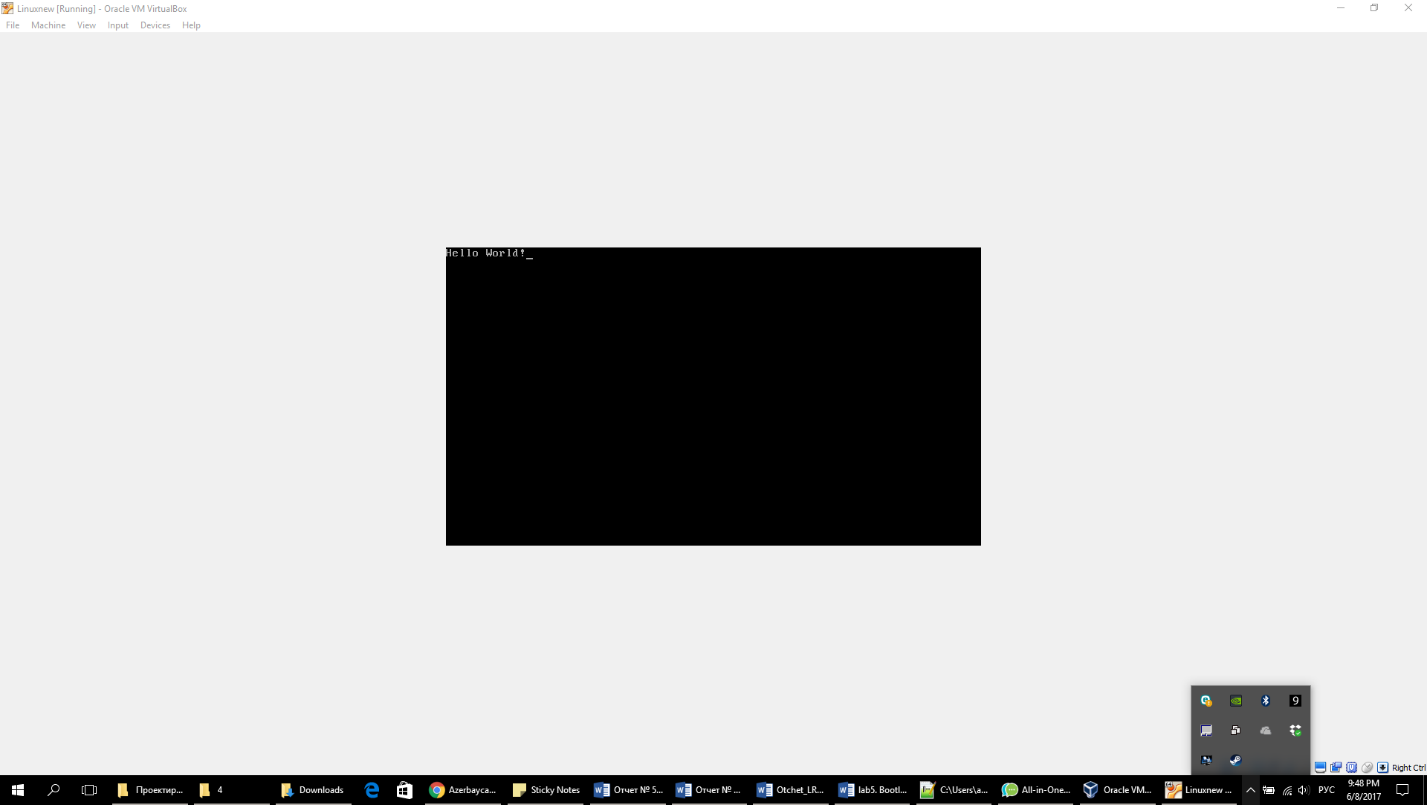 Linuxnew [Running] - Oracle VM VirtualBox
File Machine View Input Devices Help
Hello World!_
9
Right Ctrl
Проектир... 4 Downloads Azerbayca... Sticky Notes Отчет № 5... Отчет № ... Otchet_LR... lab5. Bootl... C:\Users\a... All-in-One... Oracle VM... Linuxnew ... РУС 9:48 PM
6/8/2017